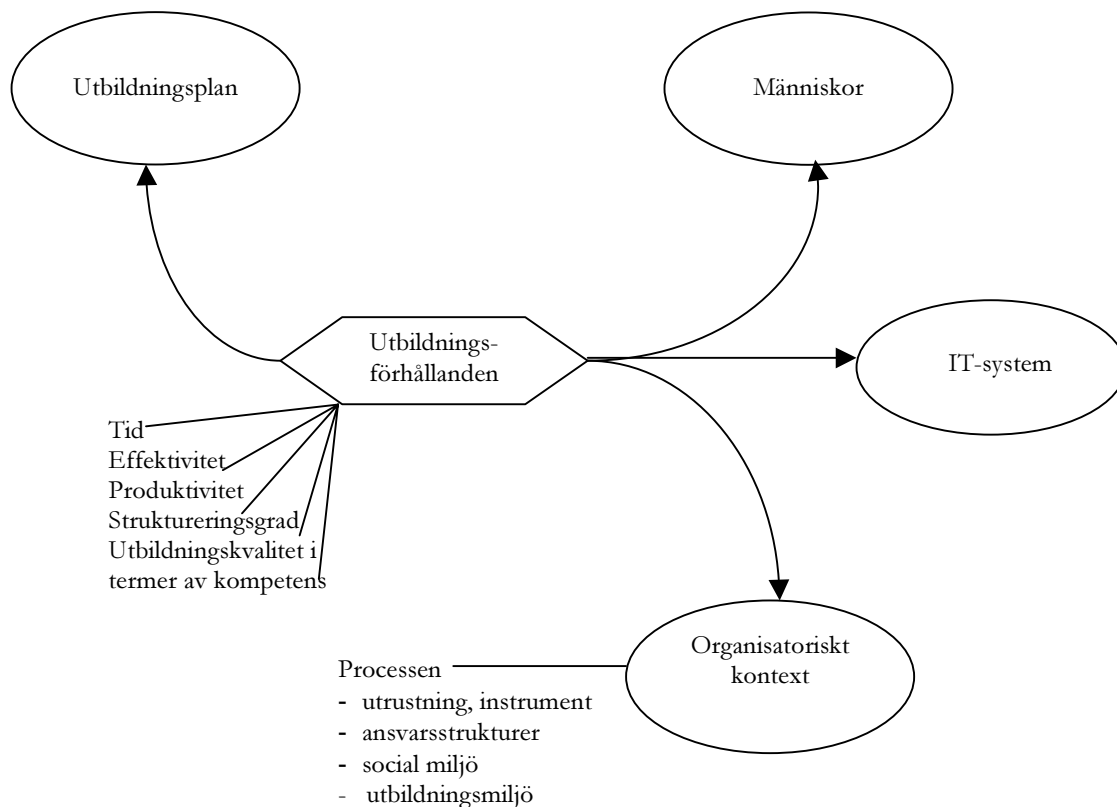 Utbildningsplan
Människor
Utbildnings-
förhållanden
IT-system
Tid
Effektivitet
Produktivitet
Struktureringsgrad
Utbildningskvalitet i
termer av kompetens
Organisatoriskt
kontext
Processen
- utrustning, instrument
- ansvarsstrukturer
- social miljö
- utbildningsmiljö